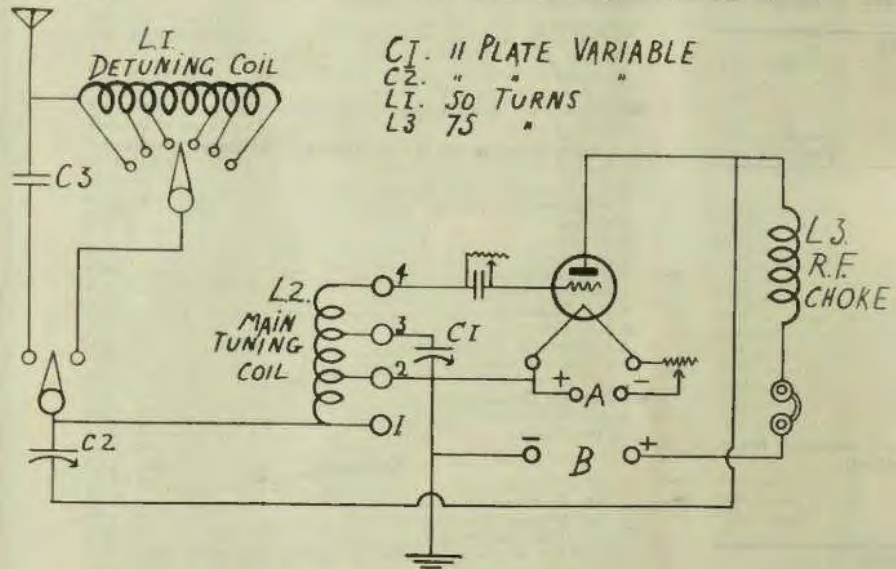 L1.
DETUNING COIL
C1. 11 PLATE VARIABLE
C2. " " "
L1. 50 TURNS
L3 75 "
C3
L2.
MAIN
TUNING
COIL
4
3
2
1
C1
L3.
R.F.
CHOKE
+ A -
- B +
C2